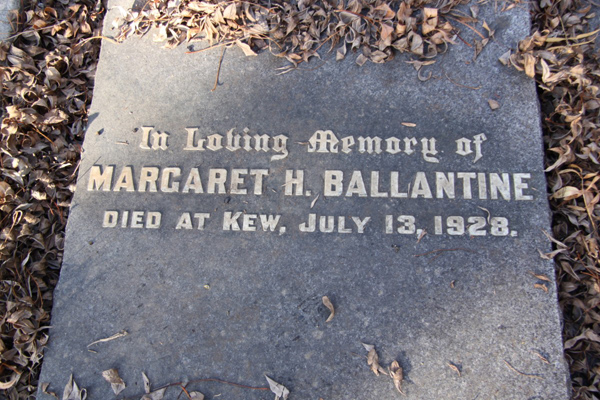 In Loving Memory of
MARGARET H. BALLANTINE
DIED AT KEW, JULY 13, 1928.